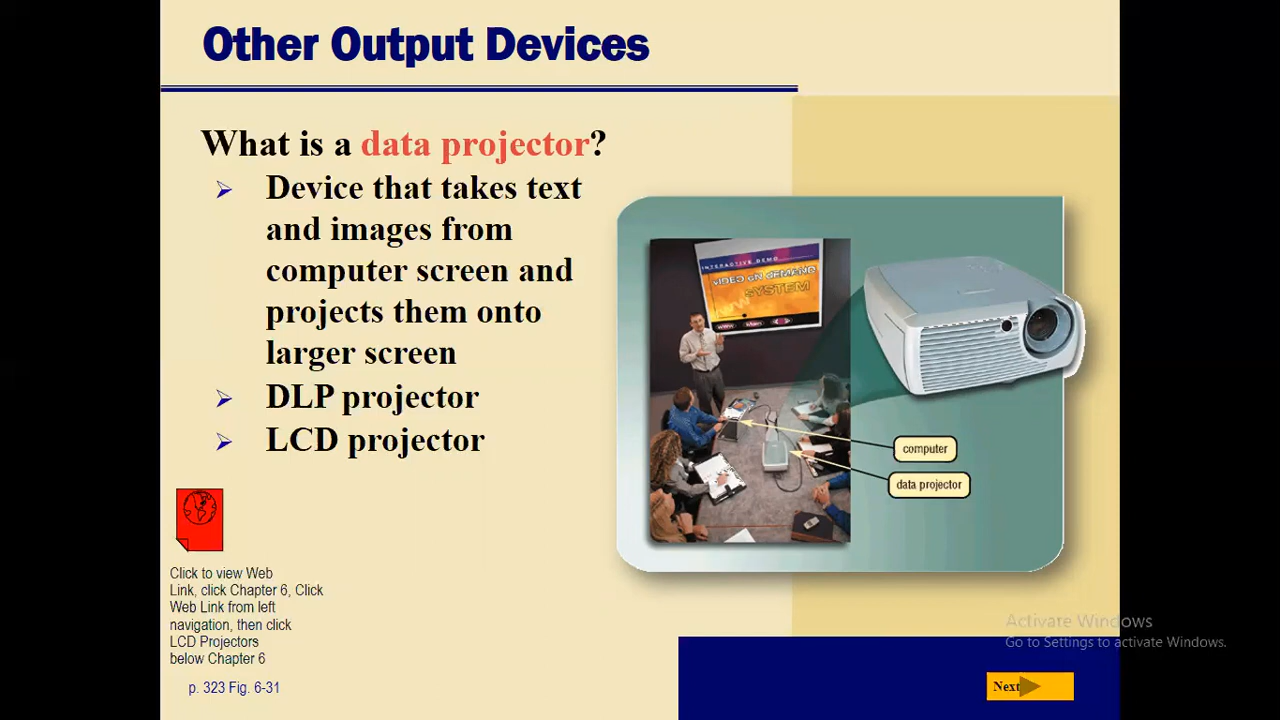 Other Output Devices
What is a data projector?
Device that takes text
and images from
computer screen and
projects them onto
larger screen
DLP projector
LCD projector
INTERACTIVE DEMO
VIDEO ON DEMAND
SYSTEM
www
computer
data projector
Click to view Web
Link, click Chapter 6, Click
Web Link from left
navigation, then click
LCD Projectors
below Chapter 6
p. 323 Fig. 6-31
Activate Windows
Go to Settings to activate Windows.
Next